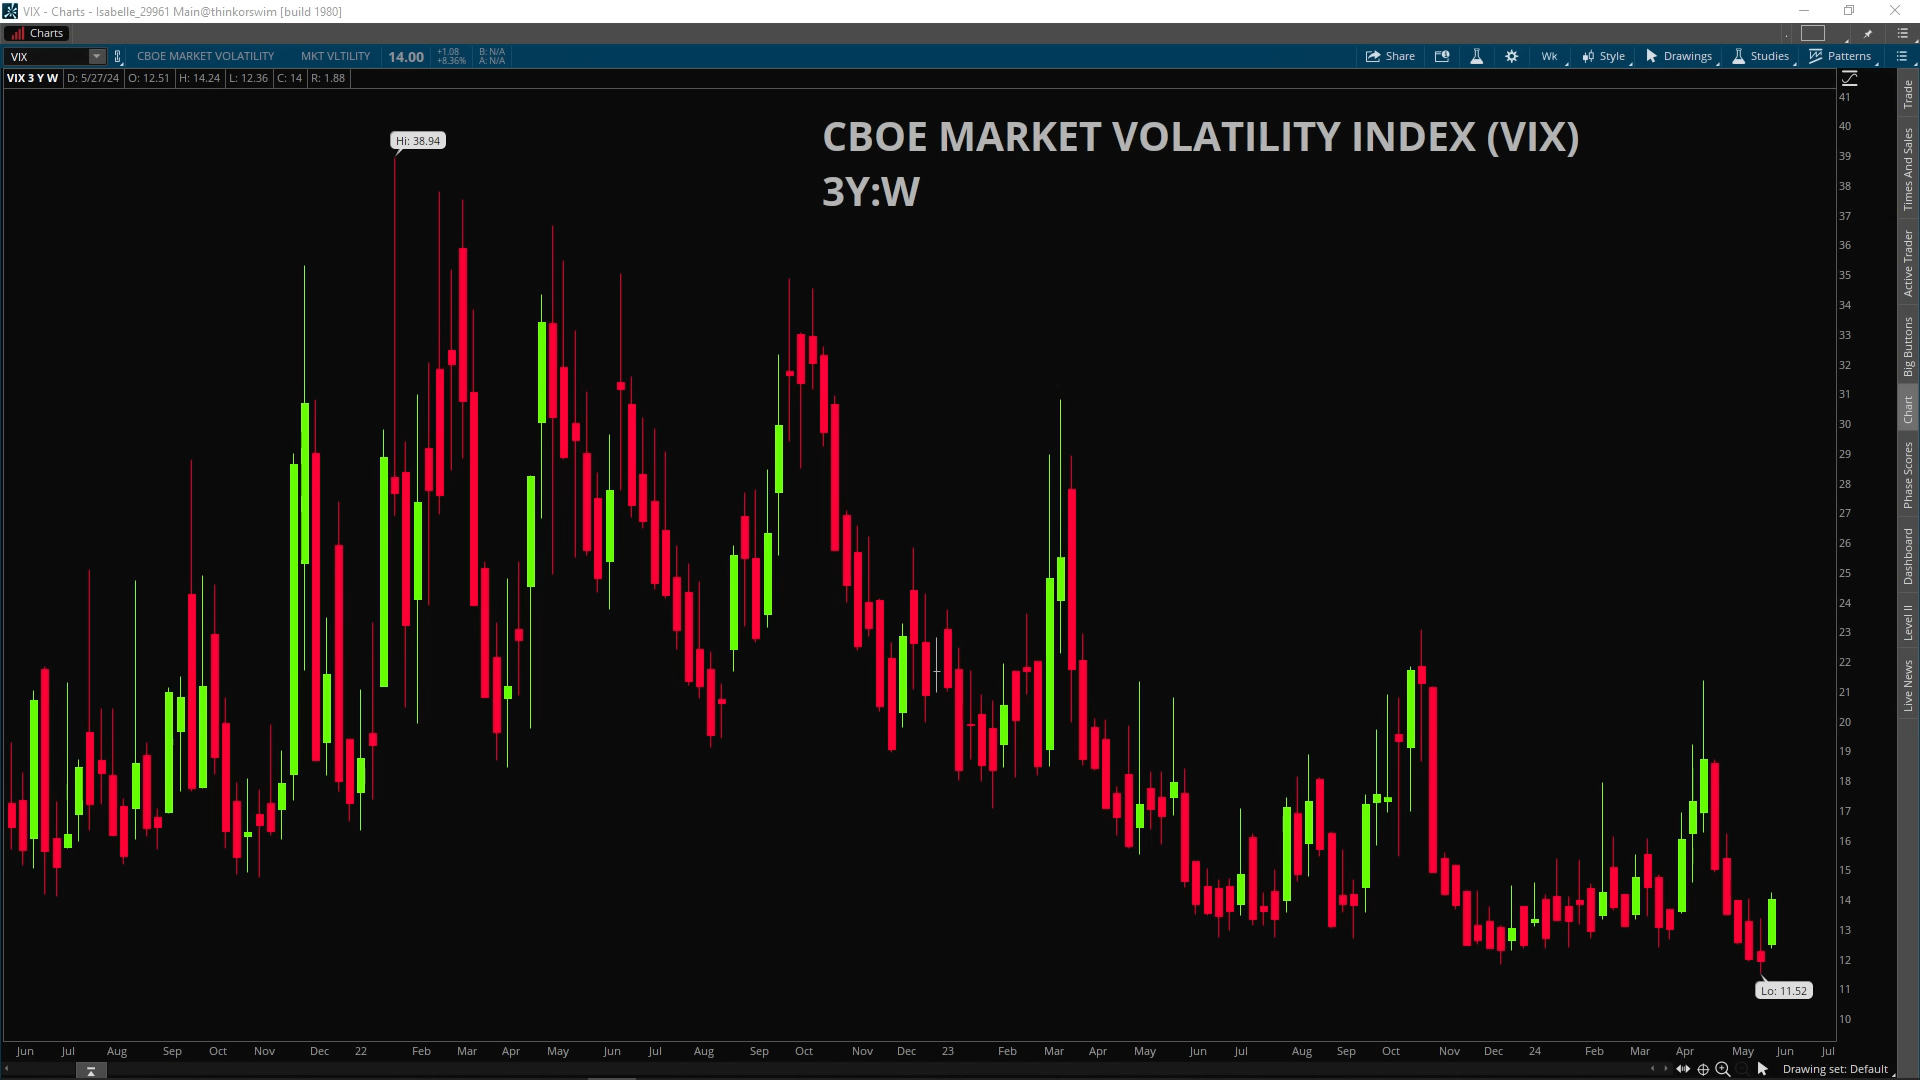 VIX - Charts - Isabelle_29961 Main@thinkorswim [build 1980]
Charts
VIX CBOE MARKET VOLATILITY MKT VLTILITY 14.00 +1.08 +8.36% B: N/A A: N/A Share Wk Style Drawings Studies Patterns
VIX 3 Y W D: 5/27/24 O: 12.51 H: 14.24 L: 12.36 C: 14 R: 1.88
CBOE MARKET VOLATILITY INDEX (VIX)
3Y:W
Hi: 38.94
Lo: 11.52
41
40
39
38
37
36
35
34
33
32
31
30
29
28
27
26
25
24
23
22
21
20
19
18
17
16
15
14
13
12
11
10
Trade
Times And Sales
Active Trader
Big Buttons
Chart
Phase Scores
Dashboard
Level II
Live News
Jun Jul Aug Sep Oct Nov Dec 22 Feb Mar Apr May Jun Jul Aug Sep Oct Nov Dec 23 Feb Mar Apr May Jun Jul Aug Sep Oct Nov Dec 24 Feb Mar Apr May Jun Jul
Drawing set: Default